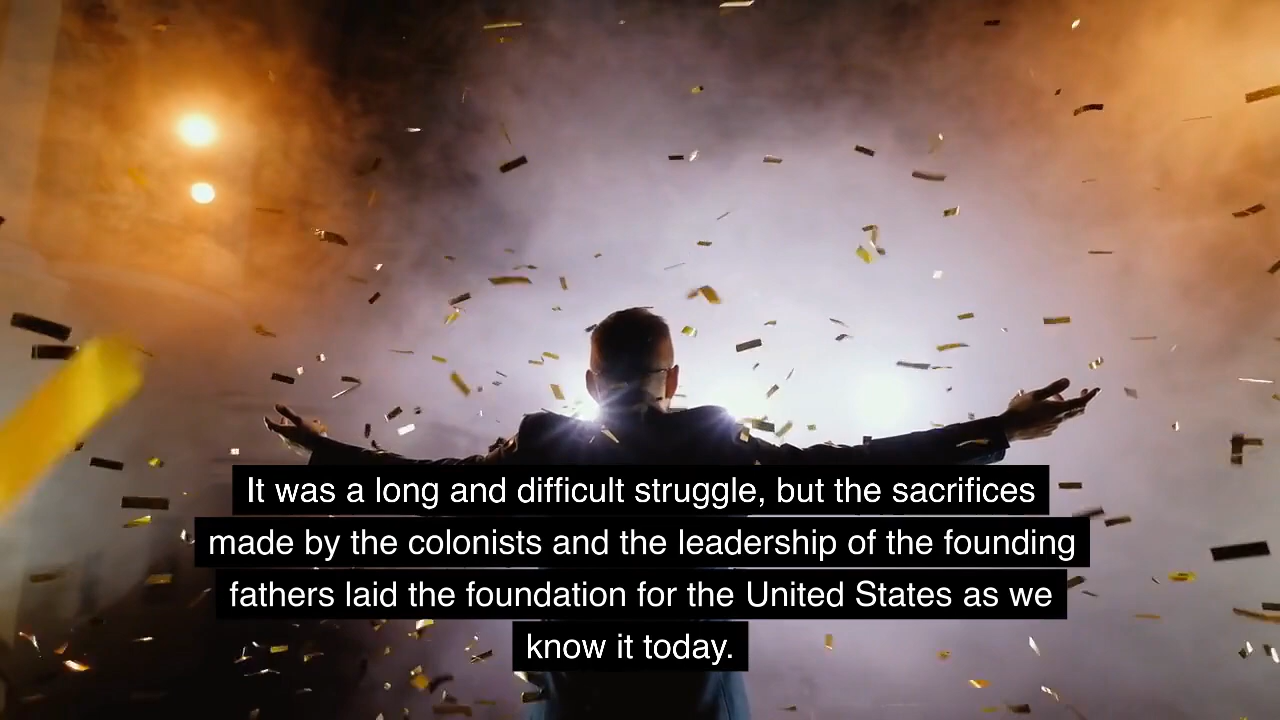 It was a long and difficult struggle, but the sacrifices
made by the colonists and the leadership of the founding
fathers laid the foundation for the United States as we
know it today.